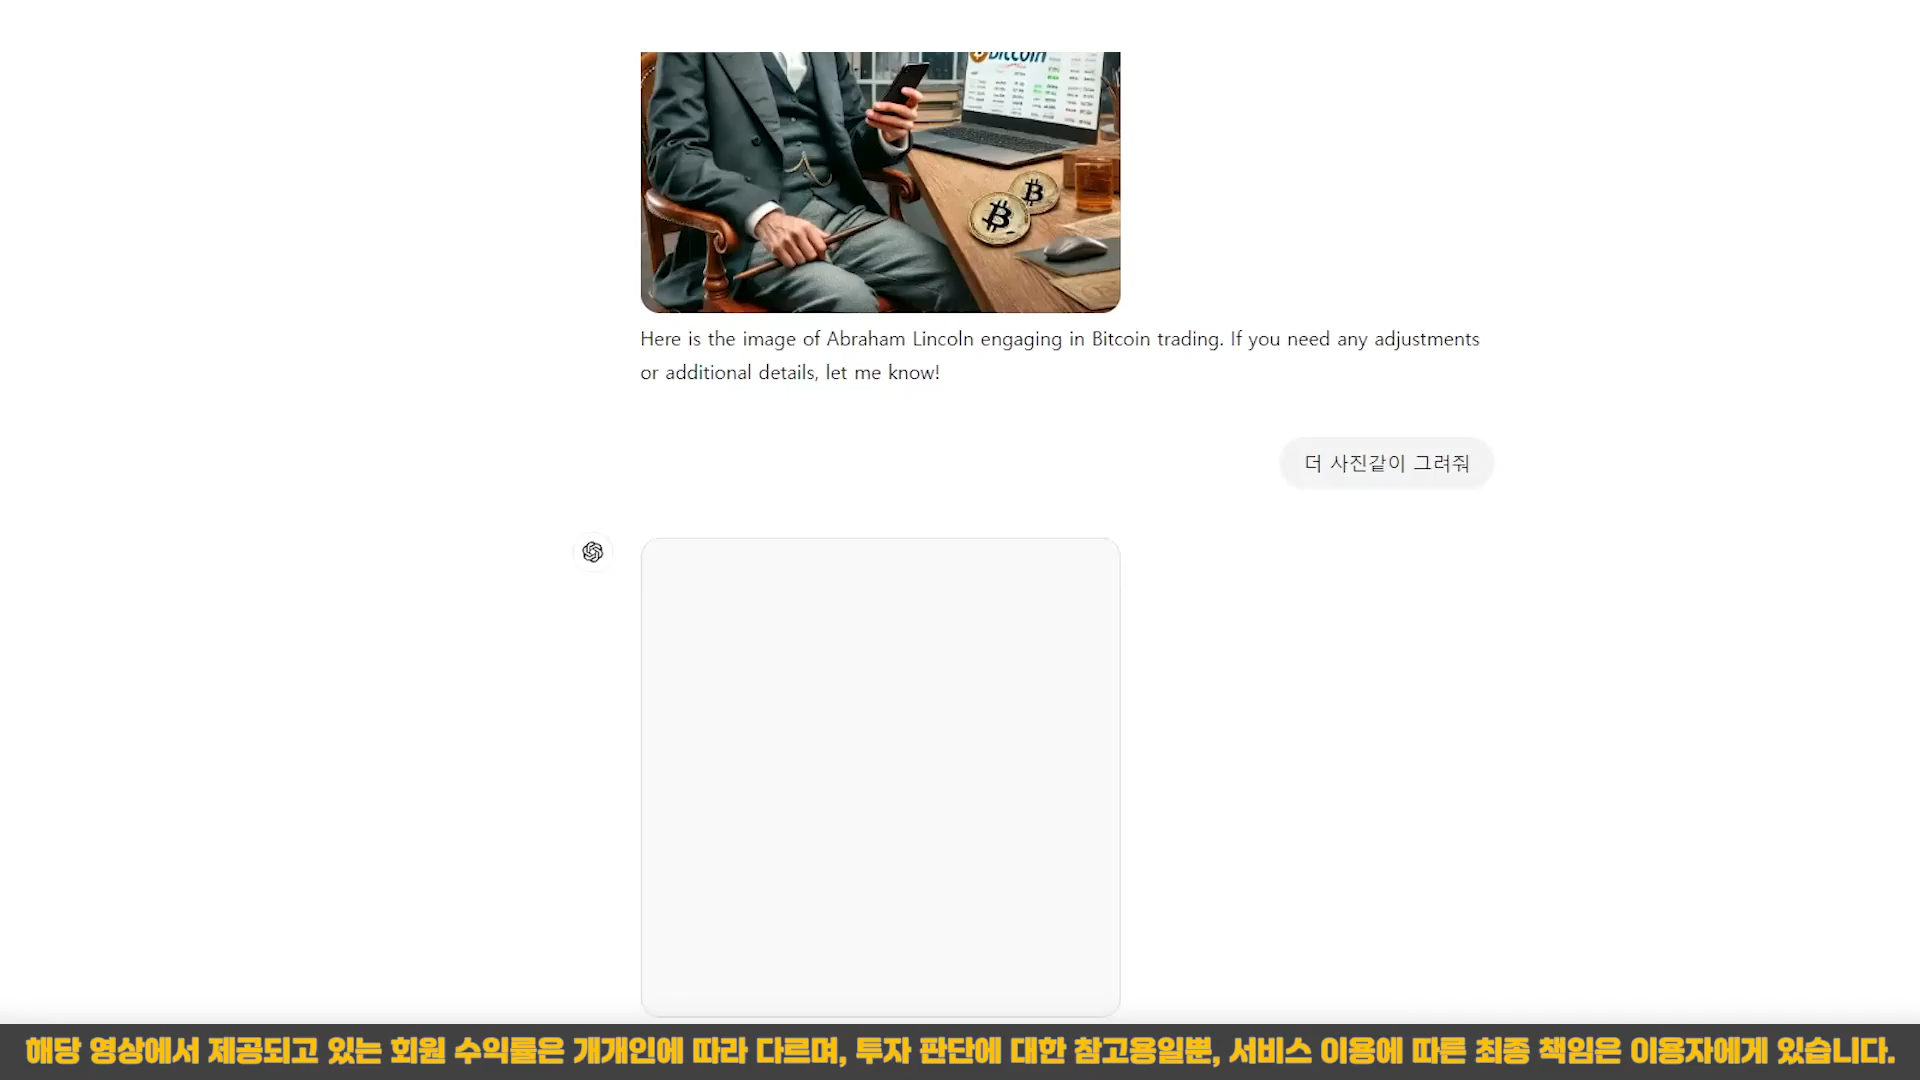 Bitcoin
Here is the image of Abraham Lincoln engaging in Bitcoin trading. If you need any adjustments
or additional details, let me know!
더 사진같이 그려줘
해당 영상에서 제공되고 있는 회원 수익률은 개개인에 따라 다르며, 투자 판단에 대한 참고용일뿐, 서비스 이용에 따른 최종 책임은 이용자에게 있습니다.